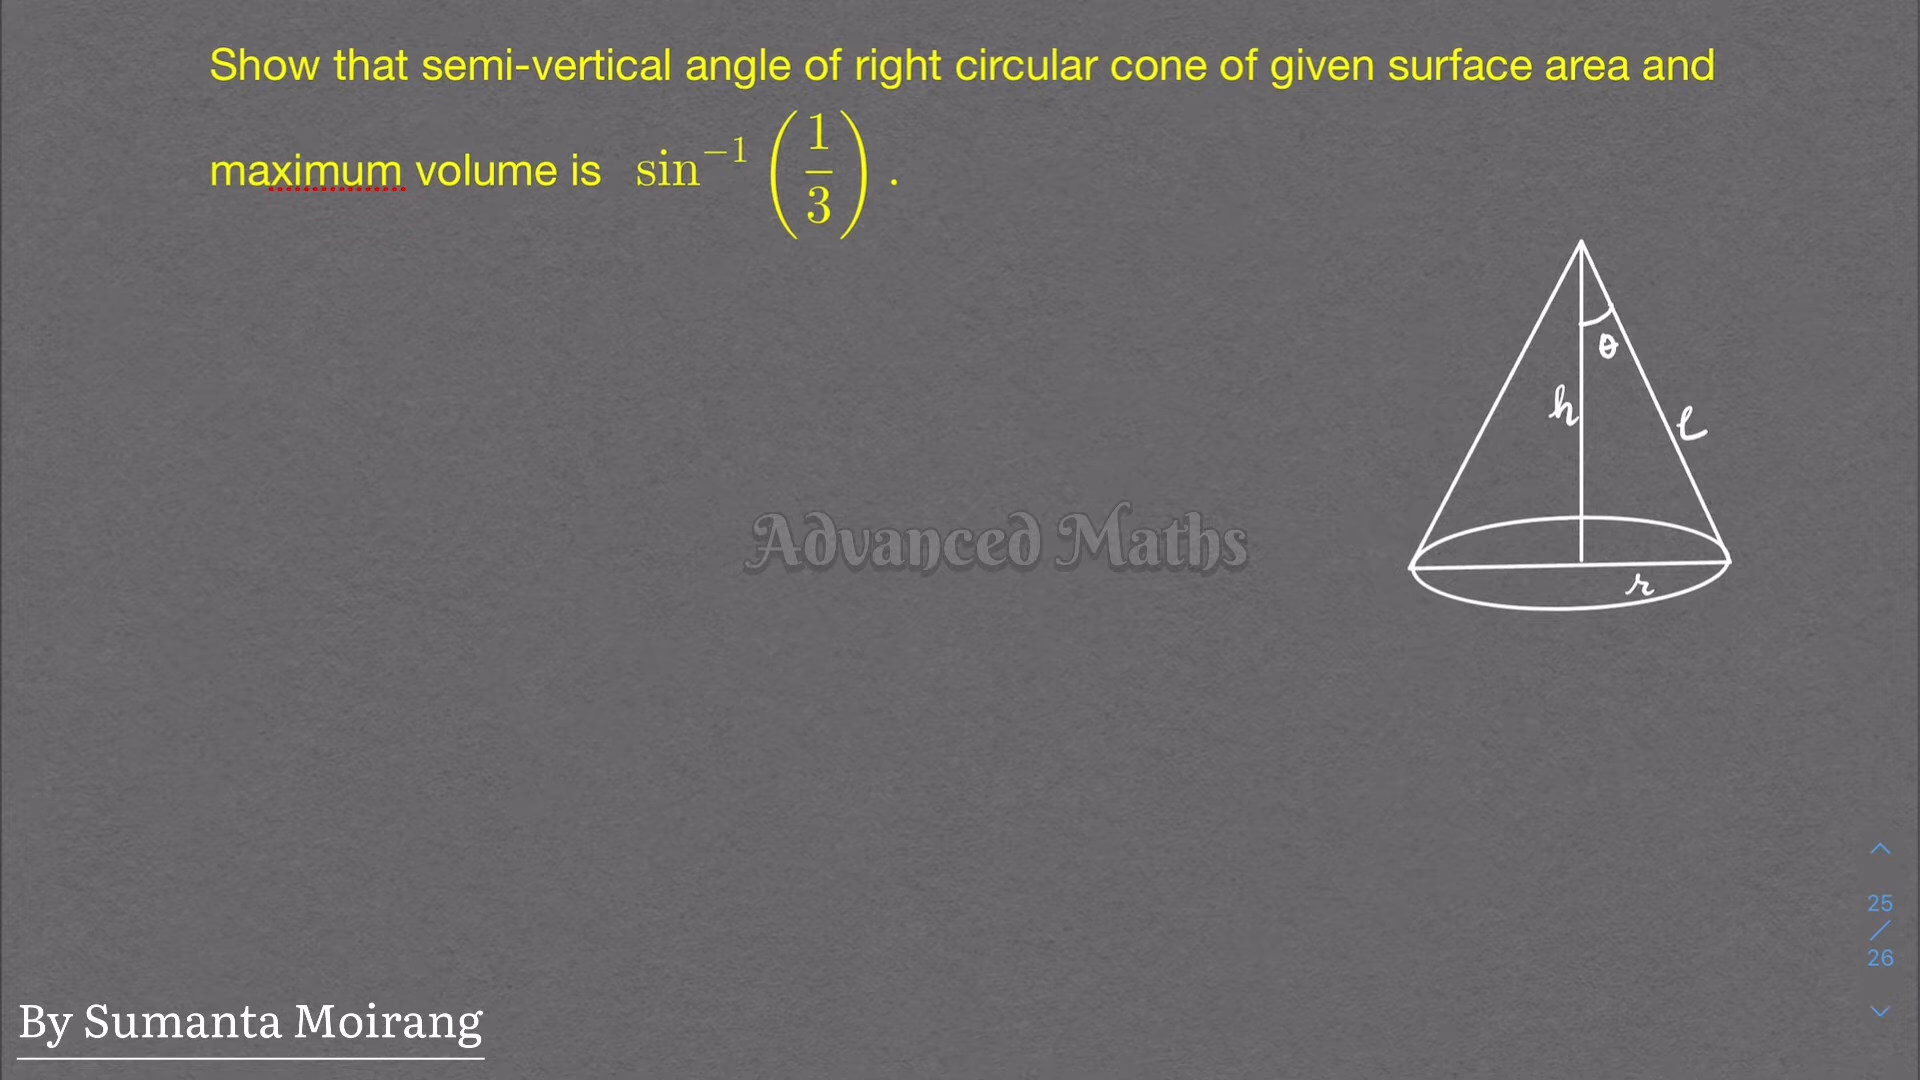 Show that semi-vertical angle of right circular cone of given surface area and
maximum volume is sin⁻¹ (1/3) .
θ
h
l
Advanced Maths
r
25
/
26
By Sumanta Moirang